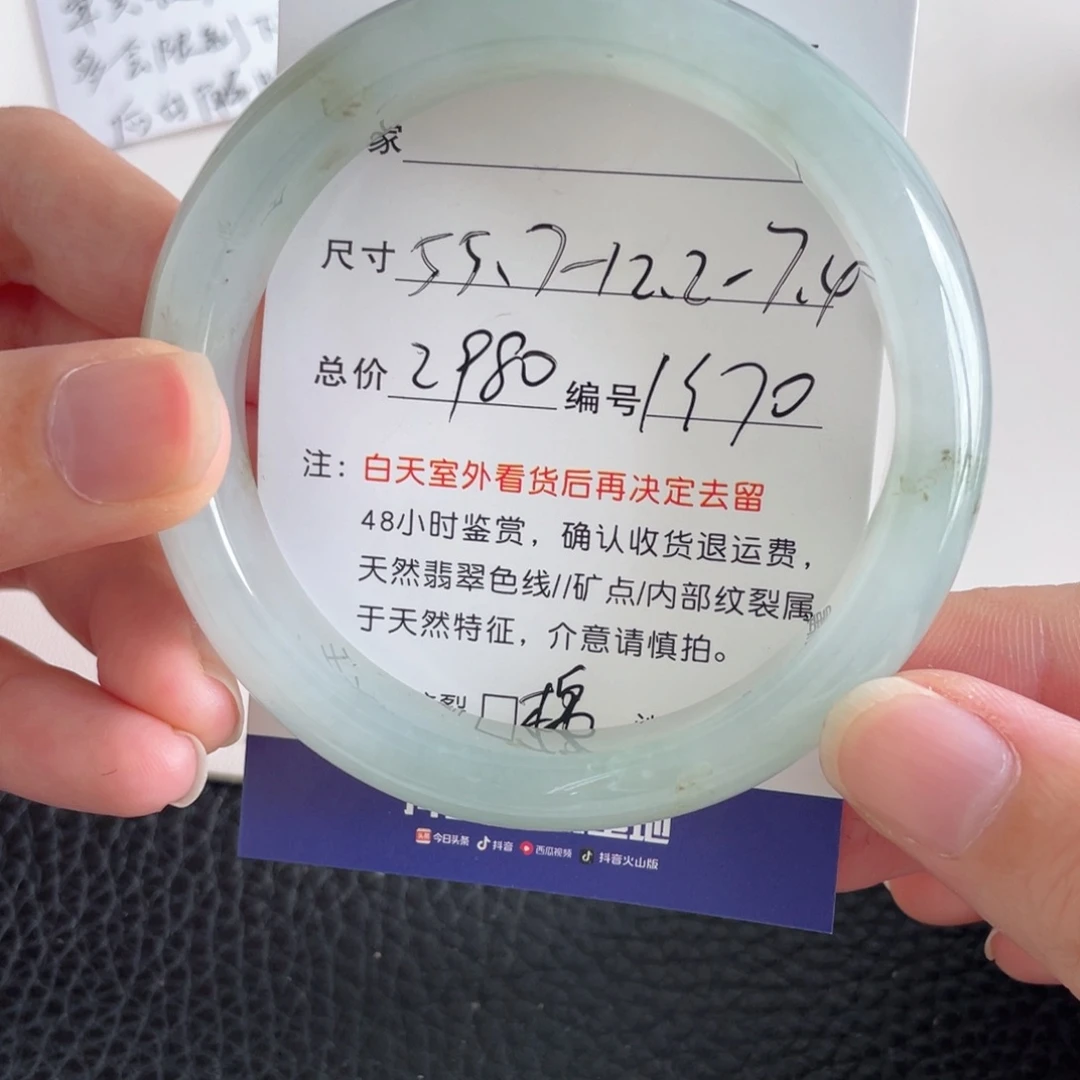 家
尺寸 55.7-12.2-7.4
总价 2980 编号 1570
注：白天室外看货后再决定去留
48小时鉴赏，确认收货退运费，
天然翡翠色线//矿点/内部纹裂属
于天然特征，介意请慎拍。
裂 □棉
今日头条 抖音 西瓜视频 抖音火山版